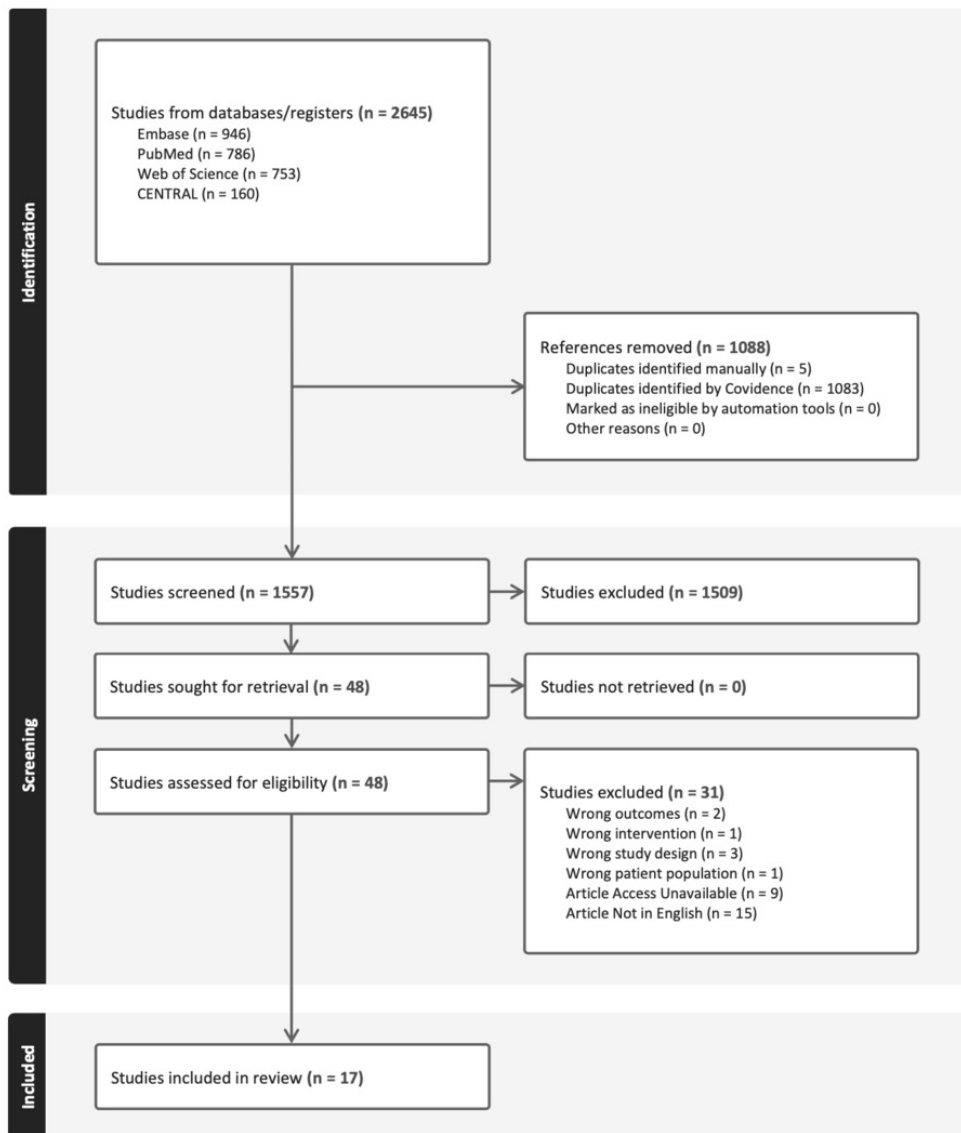 Identification
Studies from databases/registers (n = 2645)
Embase (n = 946)
PubMed (n = 786)
Web of Science (n = 753)
CENTRAL (n = 160)
References removed (n = 1088)
Duplicates identified manually (n = 5)
Duplicates identified by Covidence (n = 1083)
Marked as ineligible by automation tools (n = 0)
Other reasons (n = 0)
Screening
Studies screened (n = 1557)
Studies excluded (n = 1509)
Studies sought for retrieval (n = 48)
Studies not retrieved (n = 0)
Studies assessed for eligibility (n = 48)
Studies excluded (n = 31)
Wrong outcomes (n = 2)
Wrong intervention (n = 1)
Wrong study design (n = 3)
Wrong patient population (n = 1)
Article Access Unavailable (n = 9)
Article Not in English (n = 15)
Included
Studies included in review (n = 17)